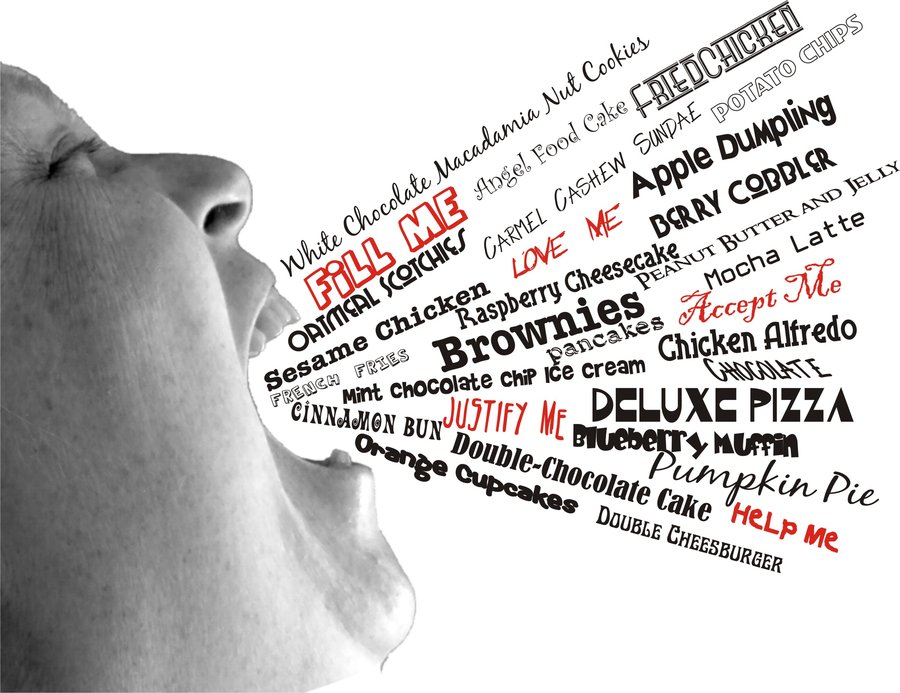 White Chocolate Macadamia Nut Cookies
FRIED CHICKEN
POTATO CHIPS
FILL ME
Angel Food Cake
SUNDAE
Apple Dumpling
OATMEAL SCOTCHIES
CARMEL CASHEW
LOVE ME
BERRY COBBLER
Sesame Chicken
Raspberry Cheesecake
PEANUT BUTTER AND JELLY
FRENCH FRIES
Brownies
pancakes
Mocha Latte
Accept Me
Mint Chocolate Chip Ice cream
Chicken Alfredo
CHOCOLATE
CINNAMON BUN
JUSTIFY ME
DELUXE PIZZA
Blueberry Muffin
Orange Cupcakes
Double-Chocolate Cake
Pumpkin Pie
HELP ME
DOUBLE CHEESBURGER